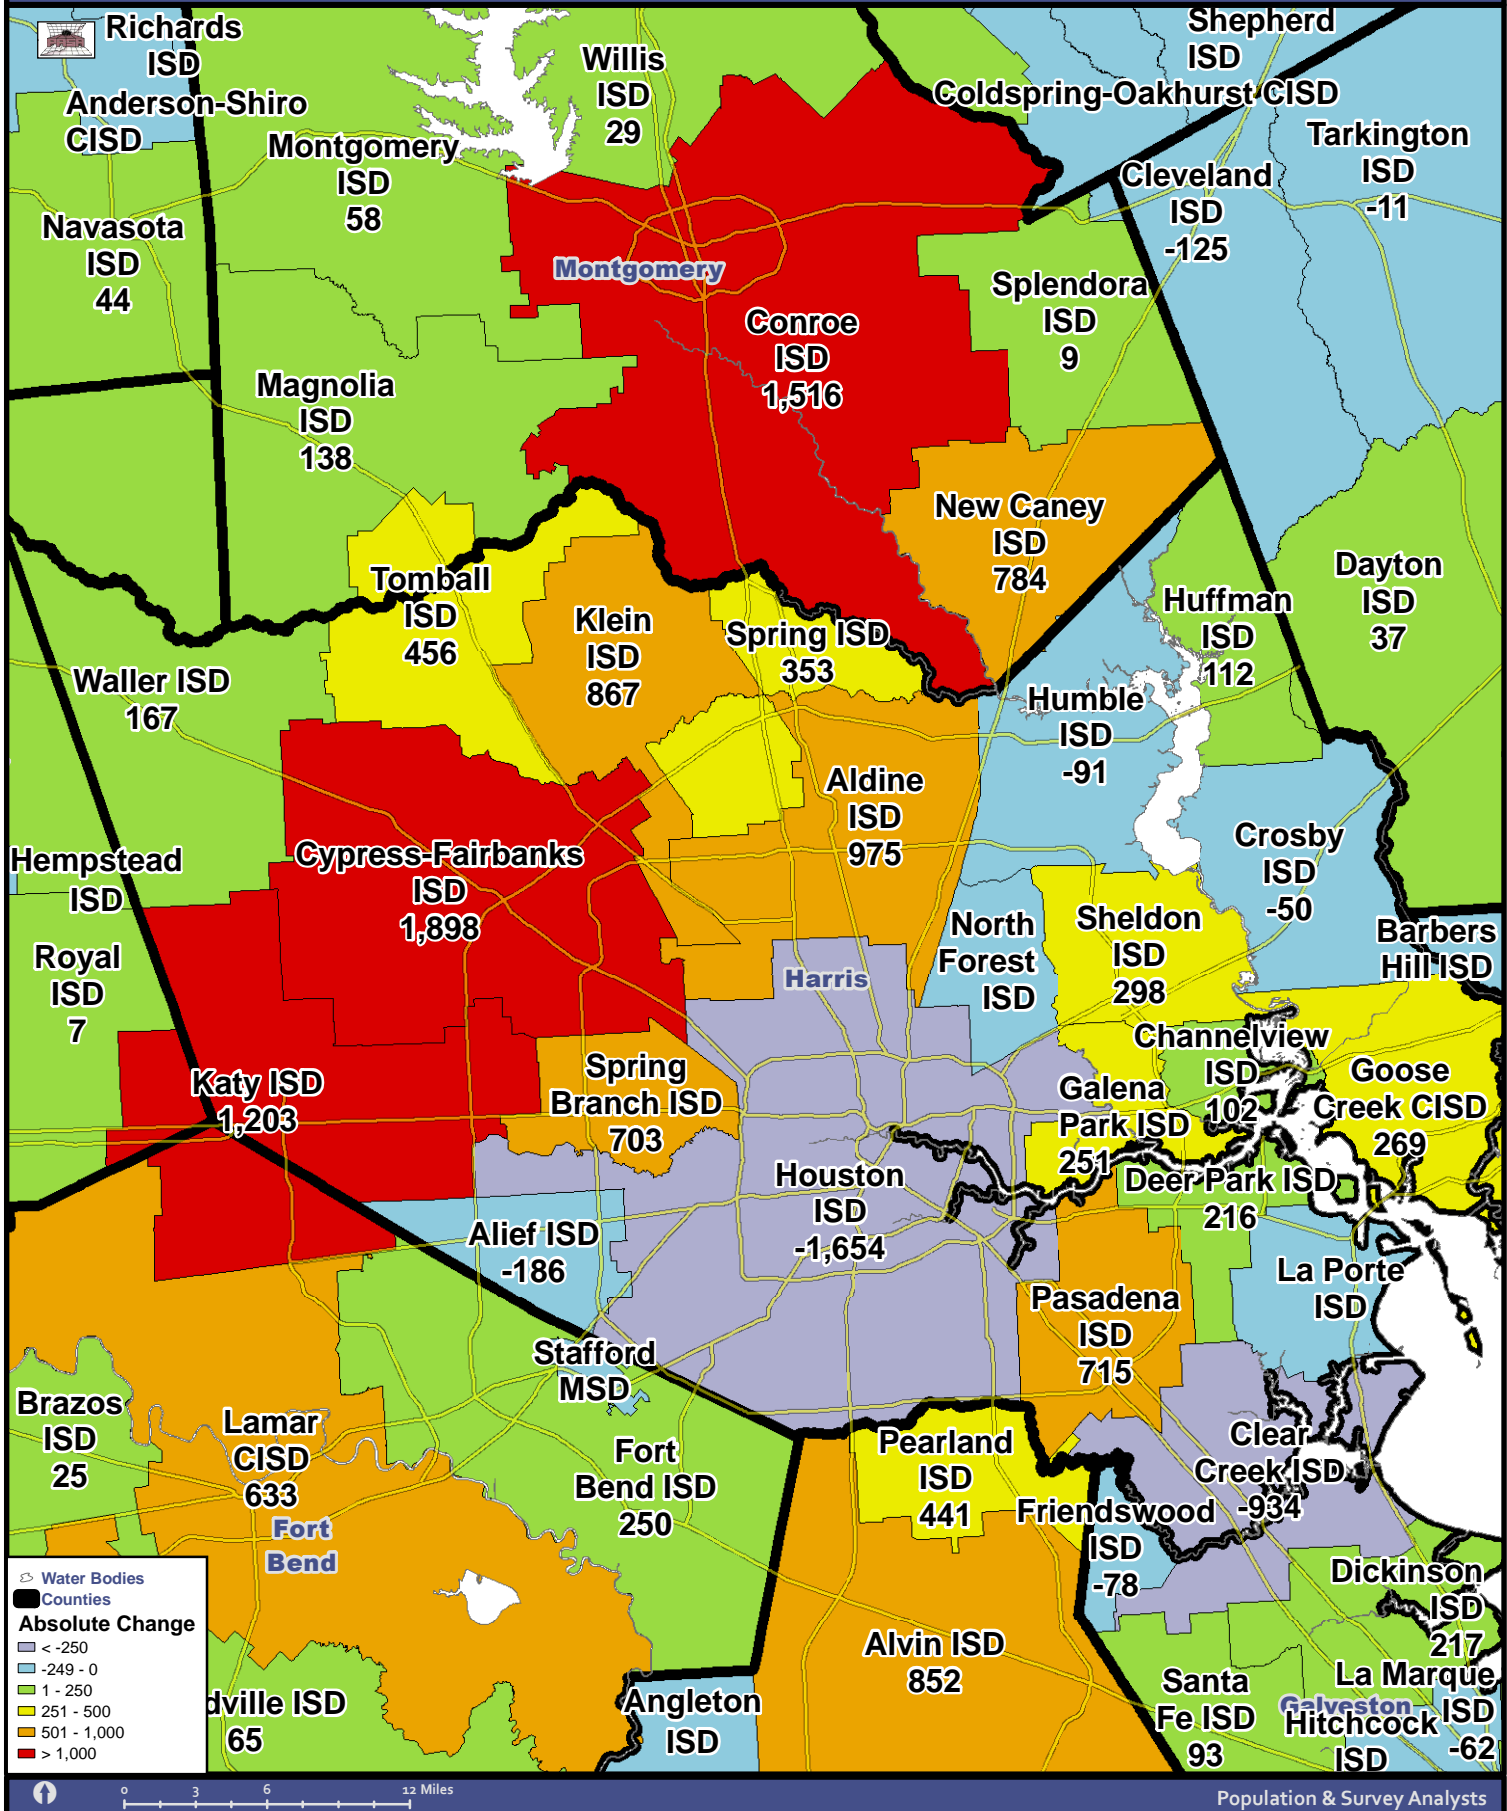 Richards
ISD
Anderson-Shiro
CISD
Willis
ISD
29
Shepherd
ISD
Coldspring-Oakhurst CISD
Tarkington
ISD
-11
Montgomery
ISD
58
Navasota
ISD
44
Cleveland
ISD
-125
Montgomery
Splendora
ISD
9
Conroe
ISD
1,516
Magnolia
ISD
138
New Caney
ISD
784
Tomball
ISD
456
Klein
ISD
867
Spring ISD
353
Huffman
ISD
112
Dayton
ISD
37
Waller ISD
167
Humble
ISD
-91
Aldine
ISD
975
Hempstead
ISD
Cypress-Fairbanks
ISD
1,898
Crosby
ISD
-50
North
Forest
ISD
Sheldon
ISD
298
Barbers
Hill ISD
Royal
ISD
7
Harris
Katy ISD
1,203
Spring
Branch ISD
703
Channelview
ISD
102
Galena
Park ISD
251
Goose
Creek CISD
269
Houston
ISD
-1,654
Deer Park ISD
216
Alief ISD
-186
La Porte
ISD
Pasadena
ISD
715
Stafford
MSD
Brazos
ISD
25
Lamar
CISD
633
Fort
Bend
Fort
Bend ISD
250
Pearland
ISD
441
Clear
Creek ISD
-934
Friendswood
ISD
-78
Dickinson
ISD
217
Alvin ISD
852
Angleton
ISD
Santa
Fe ISD
93
La Marque
ISD
-62
Galveston
Hitchcock
ISD
dville ISD
65
Water Bodies
Counties
Absolute Change
< -250
-249 - 0
1 - 250
251 - 500
501 - 1,000
> 1,000
0 3 6 12 Miles
Population & Survey Analysts